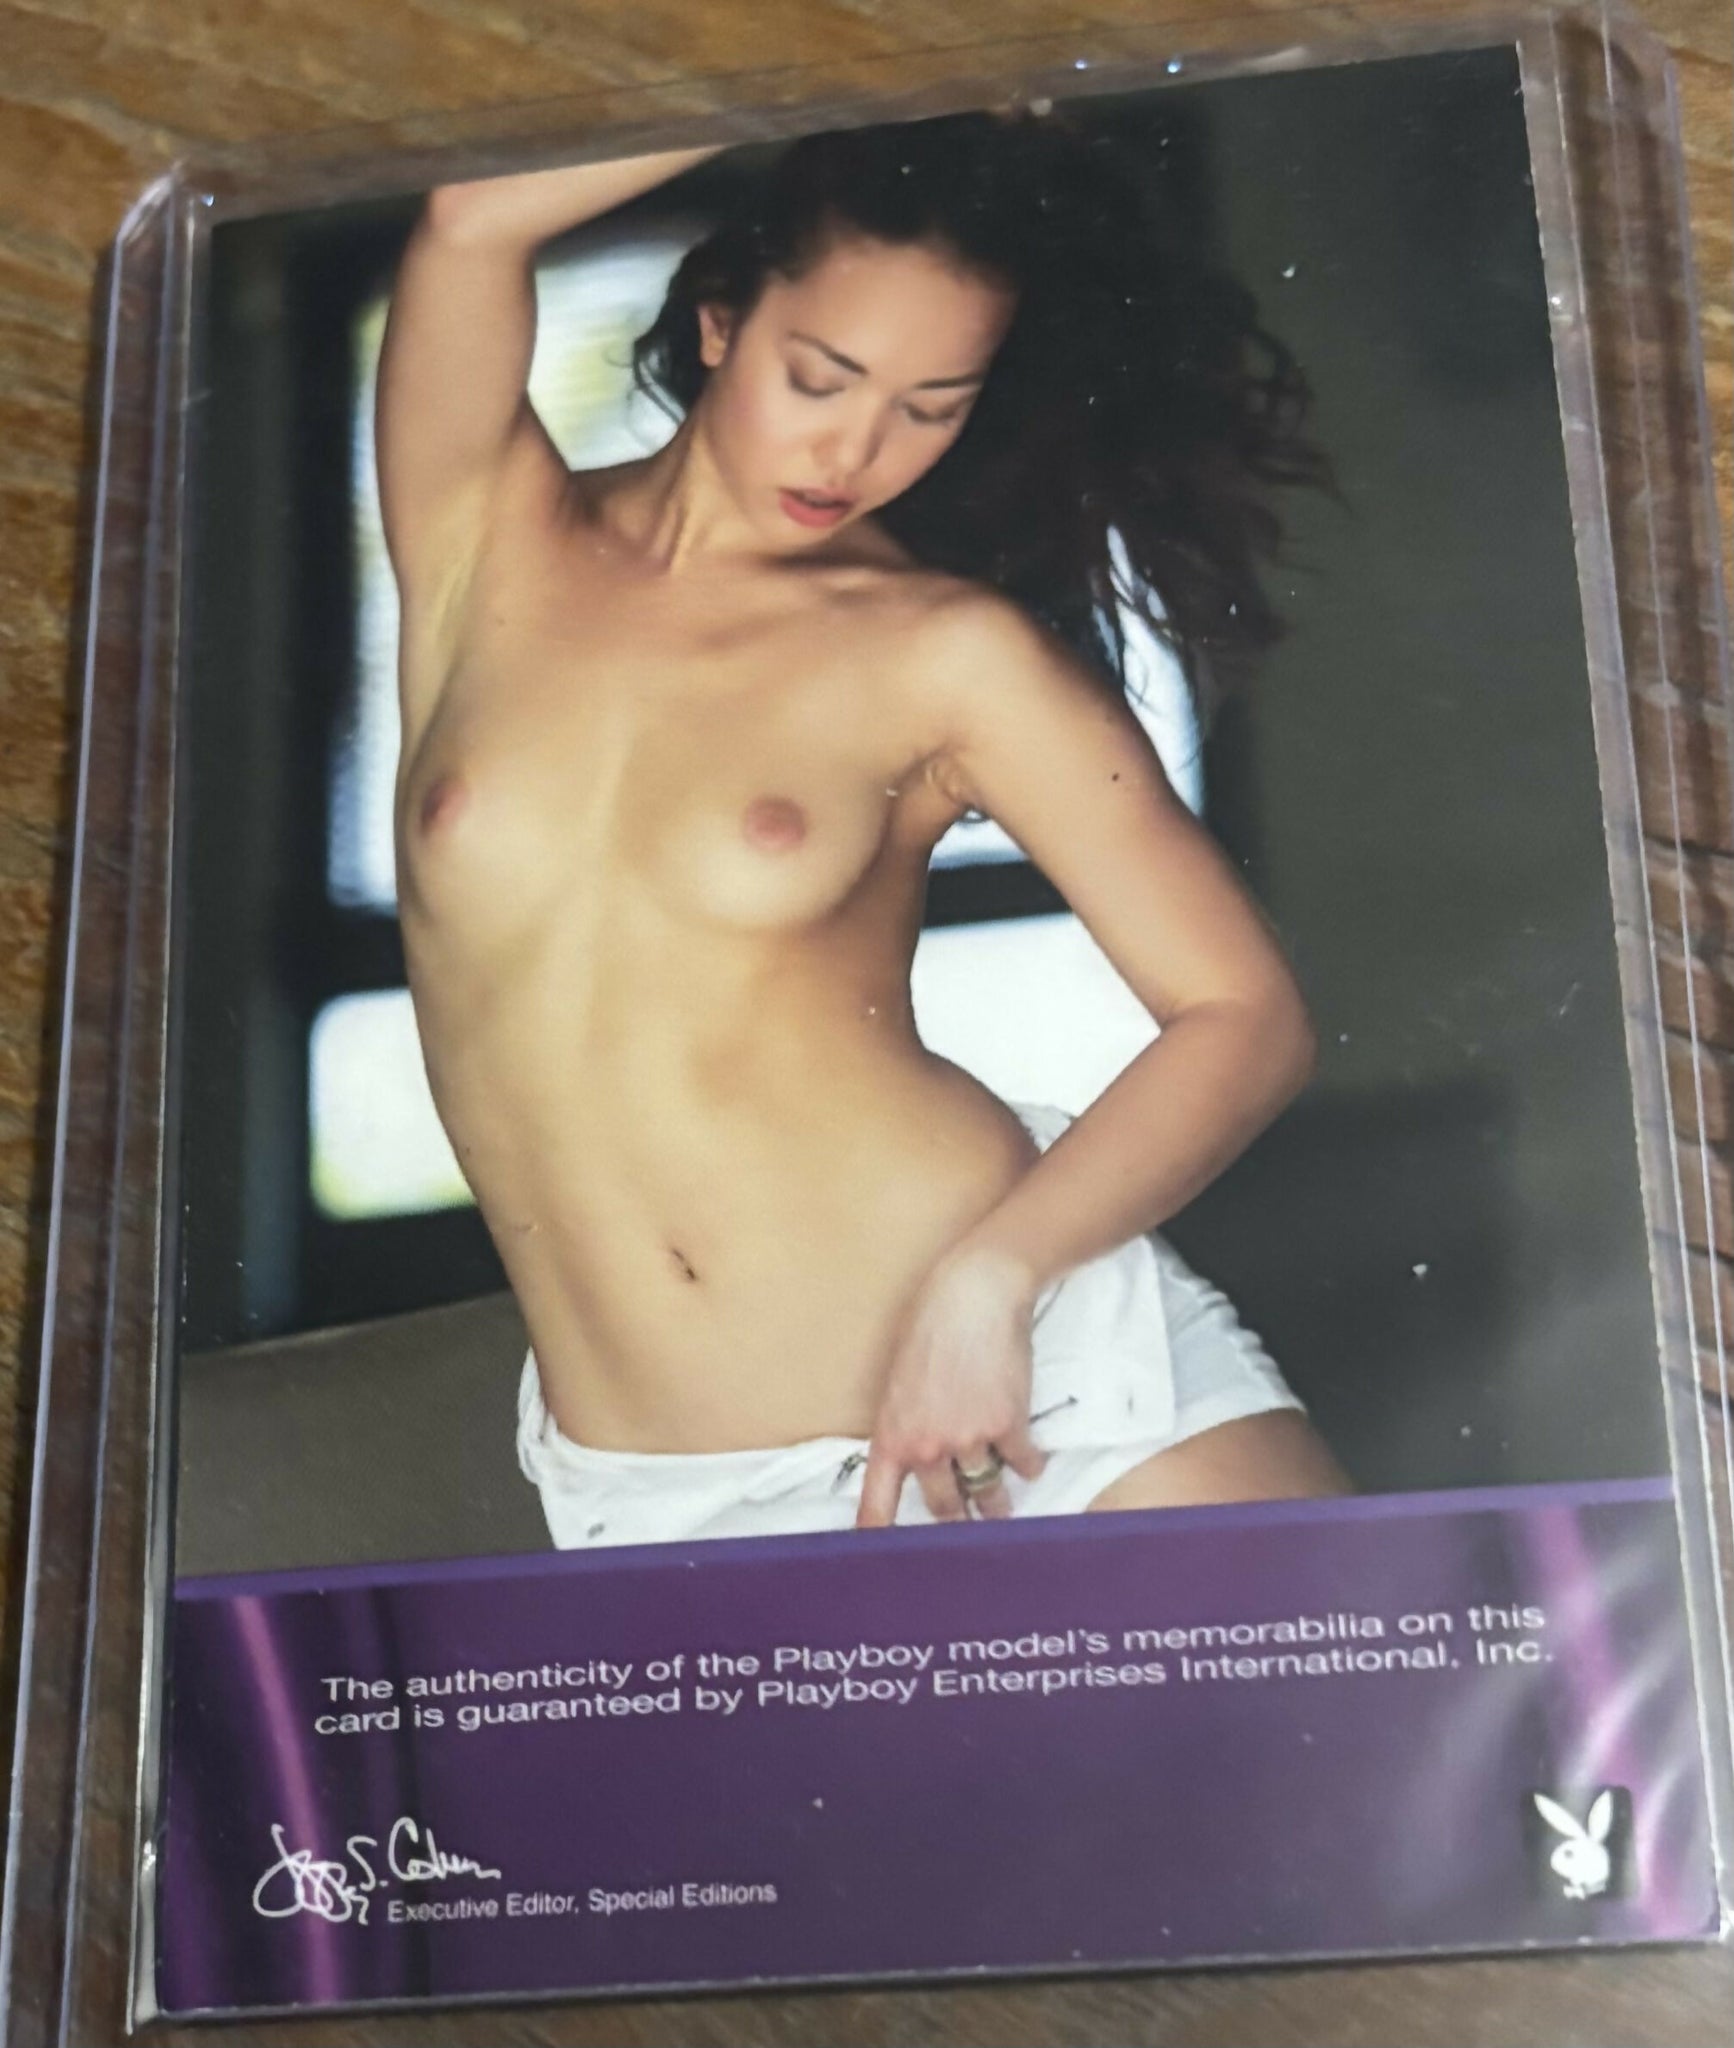 The authenticity of the Playboy model's memorabilia on this
card is guaranteed by Playboy Enterprises International, Inc.
Executive Editor, Special Editions